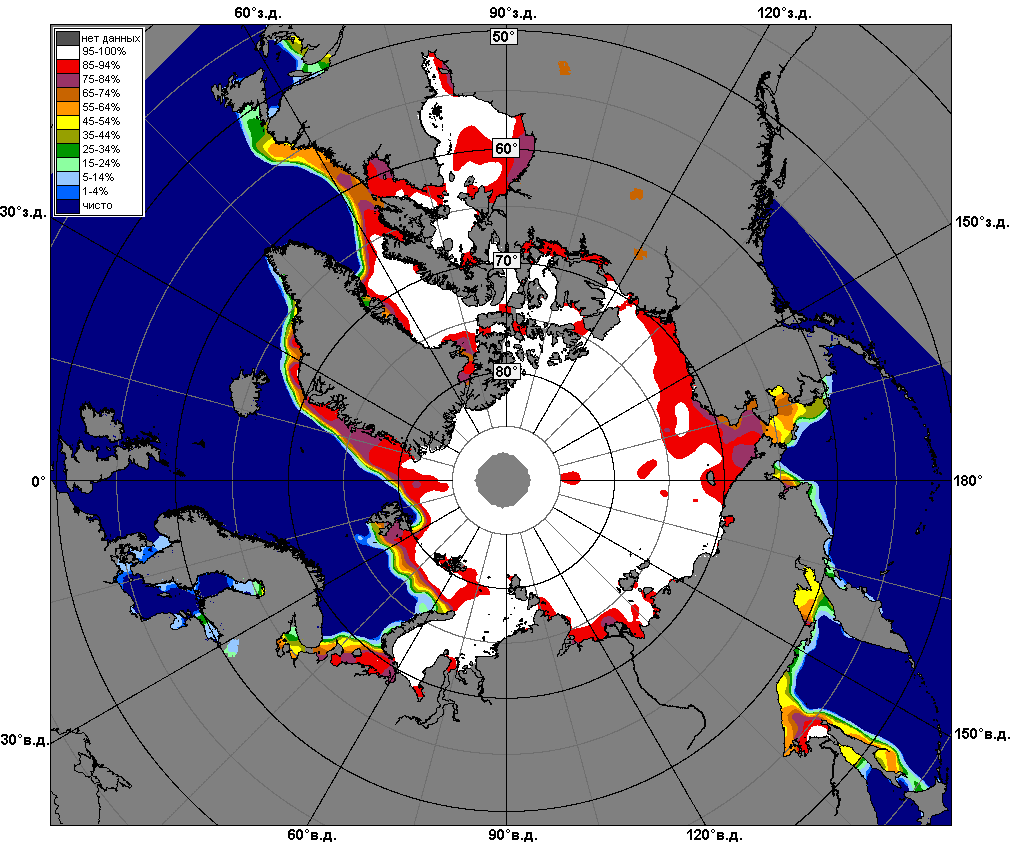 60°з.д.
90°з.д.
120°з.д.
50°
нет данных
95-100%
85-94%
75-84%
65-74%
55-64%
45-54%
35-44%
25-34%
15-24%
5-14%
1-4%
чисто
60°
30°з.д.
150°з.д.
70°
80°
0°
180°
30°в.д.
150°в.д.
60°в.д.
90°в.д.
120°в.д.